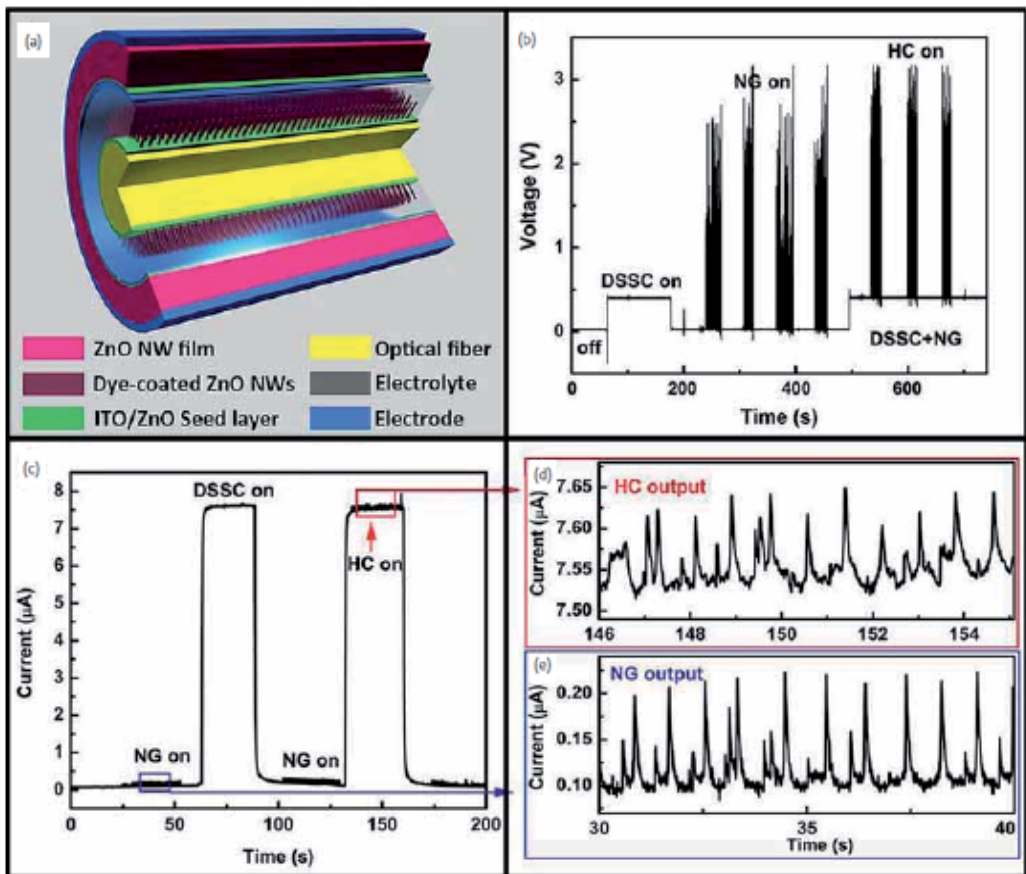 (a)
ZnO NW film
Optical fiber
Dye-coated ZnO NWs
Electrolyte
ITO/ZnO Seed layer
Electrode
(b)
HC on
NG on
DSSC on
off
DSSC+NG
Voltage (V)
3
2
1
0
0 200 400 600
Time (s)
(c)
DSSC on
HC on
NG on
NG on
Current (μA)
8
7
6
5
4
3
2
1
0
0 50 100 150 200
Time (s)
(d)
HC output
Current (μA)
7.65
7.60
7.55
7.50
146 148 150 152 154
(e)
NG output
Current (μA)
0.20
0.15
0.10
30 35 40
Time (s)